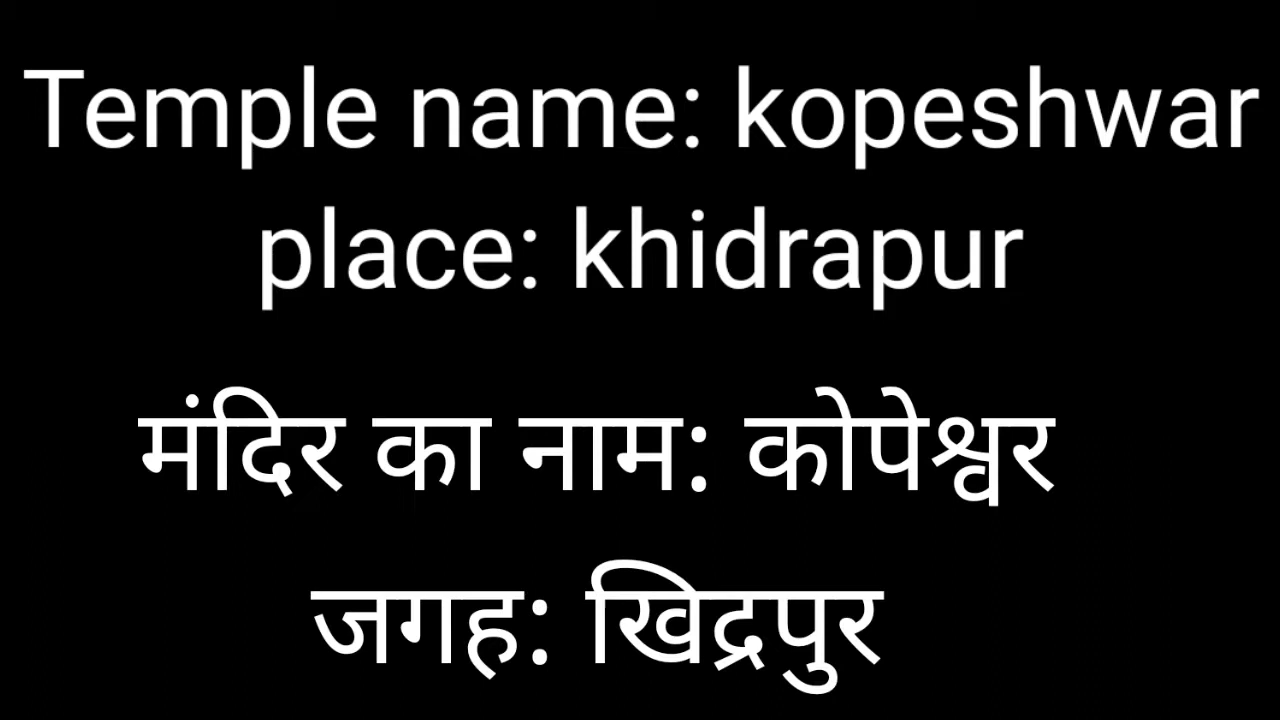 Temple name: kopeshwar
place: khidrapur
मंदिर का नाम: कोपेश्वर
जगह: खिद्रपुर